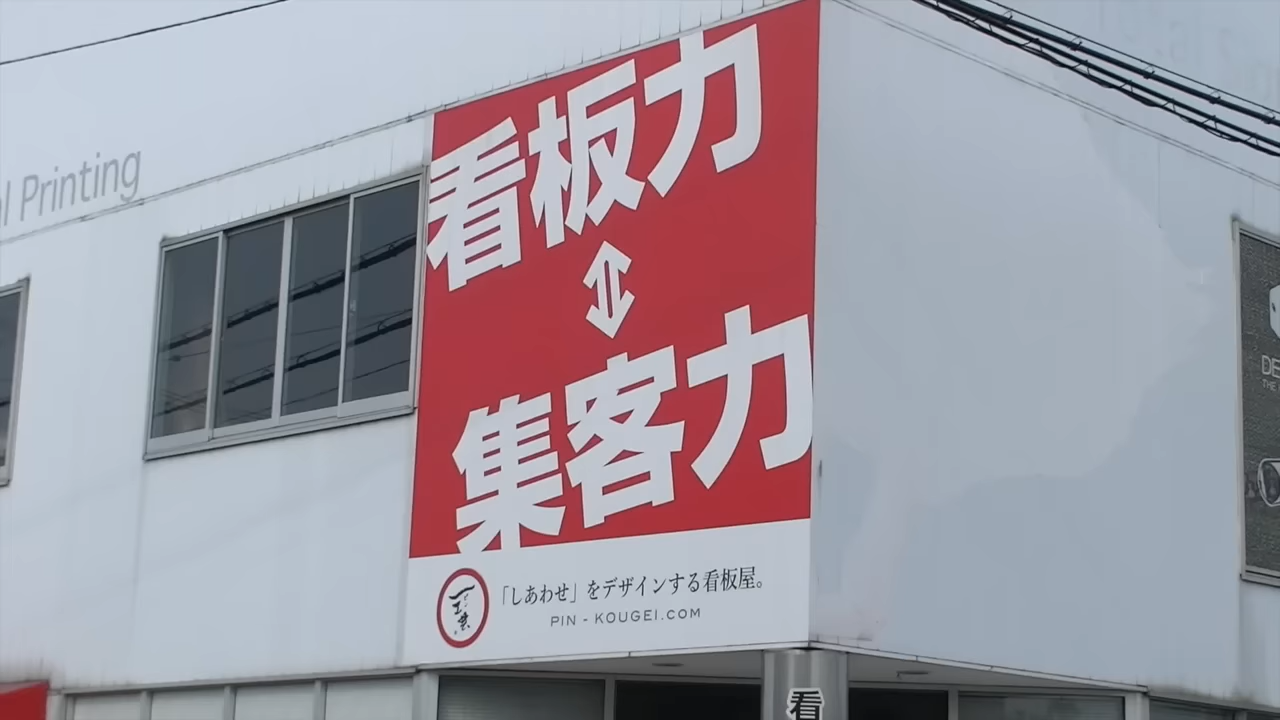 Printing
看板力
⇕
集客力
「しあわせ」をデザインする看板屋。
PIN - KOUGEI.COM
看